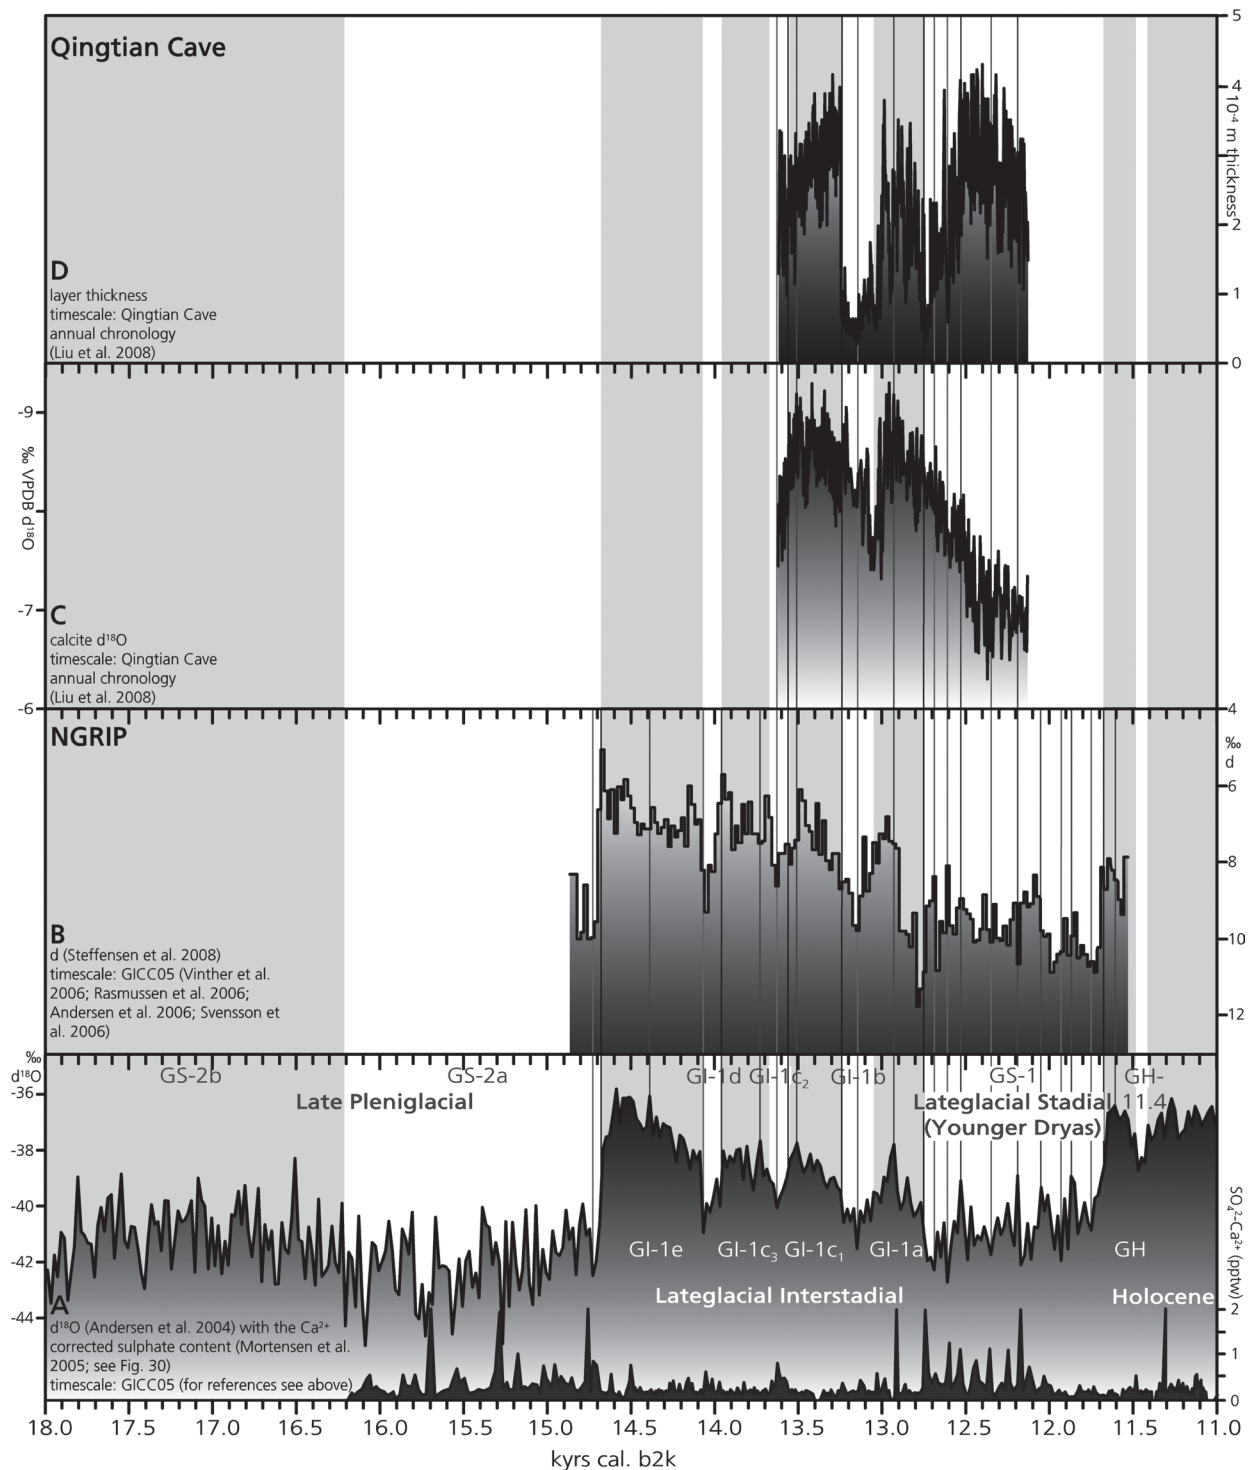 Qingtian Cave
5
4
2
1
0
10⁻⁴ m thickness
D
layer thickness
timescale: Qingtian Cave
annual chronology
(Liu et al. 2008)
-9
-7
-6
‰ VPDB d¹⁸O
C
calcite d¹⁸O
timescale: Qingtian Cave
annual chronology
(Liu et al. 2008)
NGRIP
4
‰
d
6
8
10
12
B
d (Steffensen et al. 2008)
timescale: GICC05 (Vinther et al.
2006; Rasmussen et al. 2006;
Andersen et al. 2006; Svensson et
al. 2006)
‰
d¹⁸O
-36
-38
-40
-42
-44
GS-2b GS-2a GI-1d GI-1c₂ GI-1b GS-1 GH-
Late Pleniglacial Lateglacial Stadial 11.4
(Younger Dryas)
GI-1e GI-1c₃ GI-1c₁ GI-1a GH
Lateglacial Interstadial Holocene
SO₄²-Ca²⁺ (pptw)
2
1
0
A
d¹⁸O (Andersen et al. 2004) with the Ca²⁺
corrected sulphate content (Mortensen et al.
2005; see Fig. 30)
timescale: GICC05 (for references see above)
18.0 17.5 17.0 16.5 16.0 15.5 15.0 14.5 14.0 13.5 13.0 12.5 12.0 11.5 11.0
kyrs cal. b2k